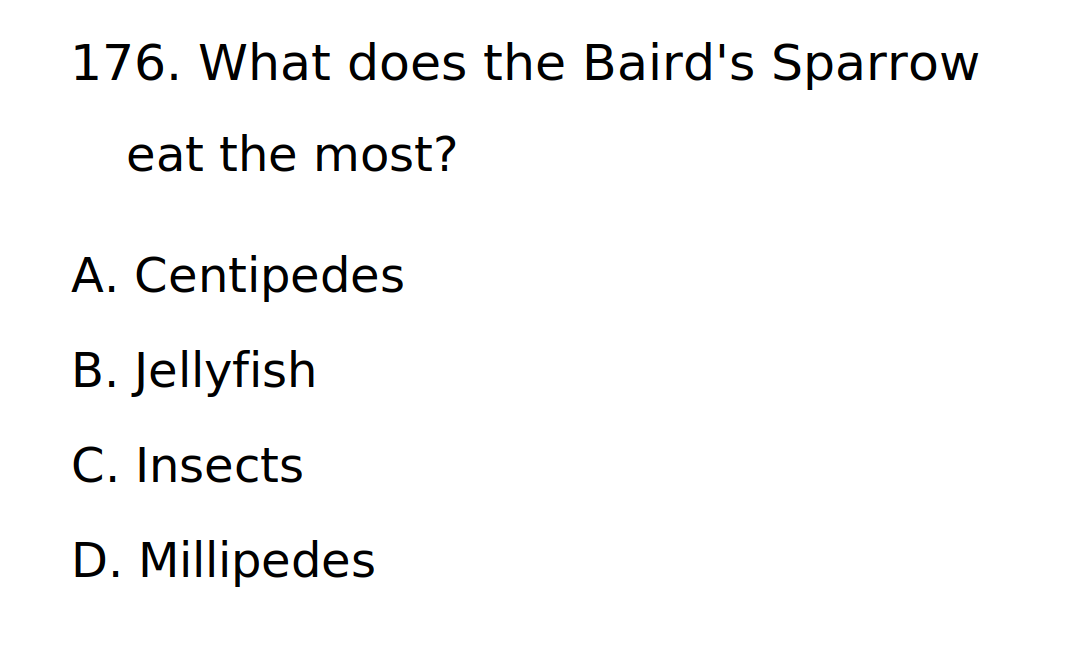 176. What does the Baird's Sparrow
eat the most?
A. Centipedes
B. Jellyfish
C. Insects
D. Millipedes